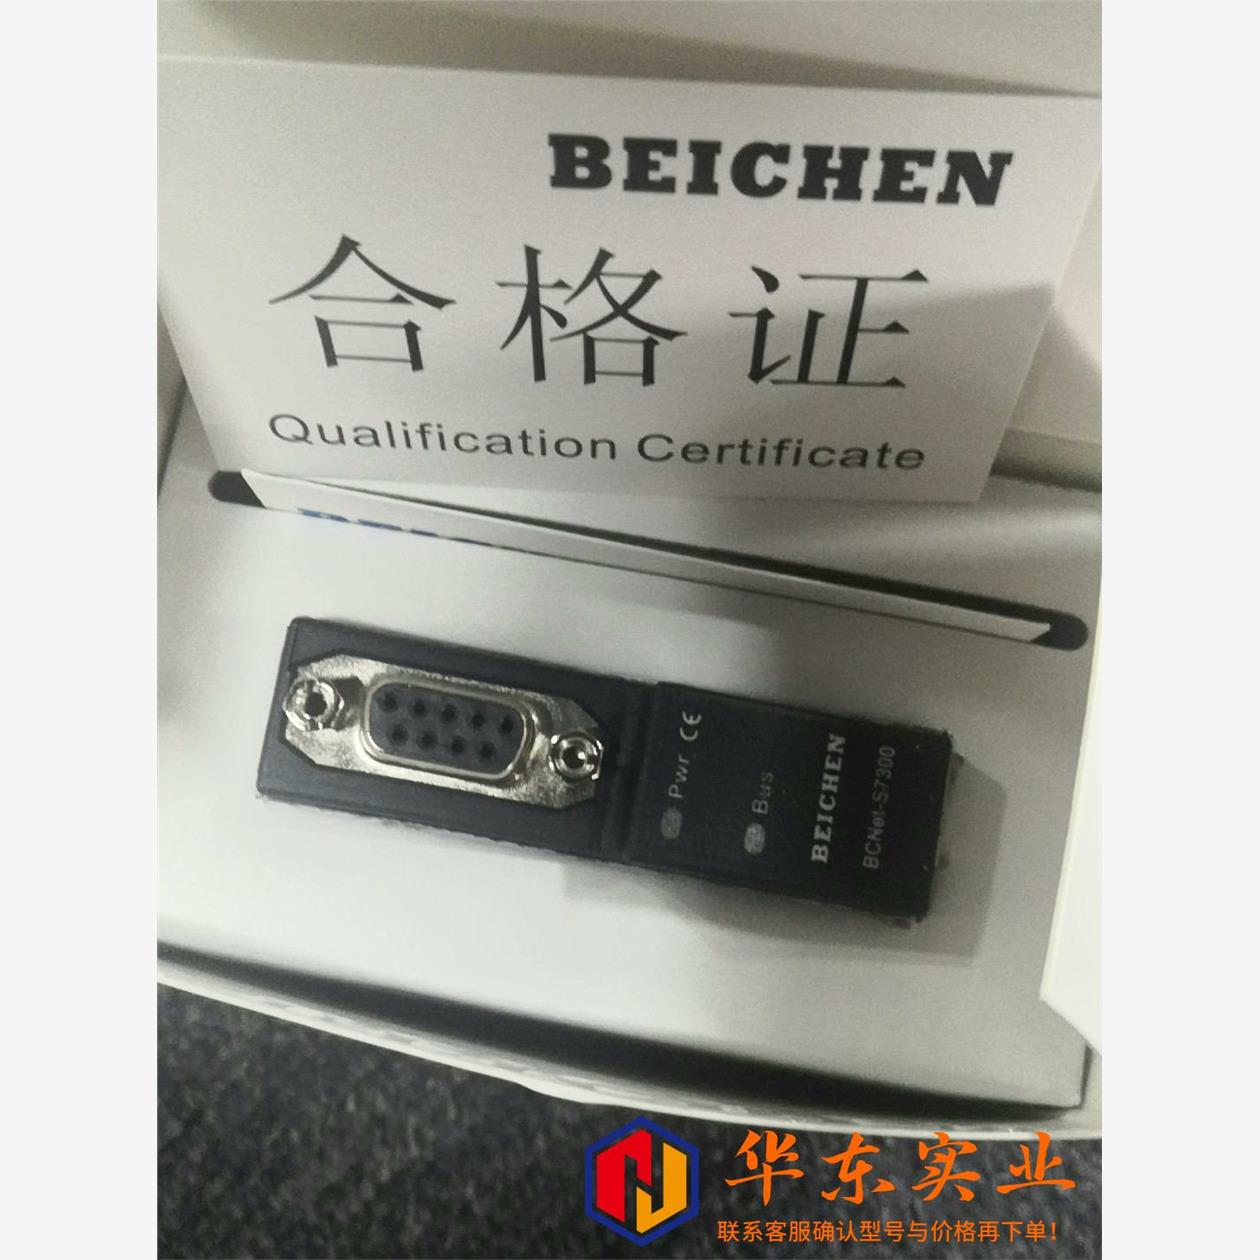 BEICHEN
合格证
Qualification Certificate
CE
Pwr
Bus
BEICHEN
BCNet-S7300
华东实业
联系客服确认型号与价格再下单！